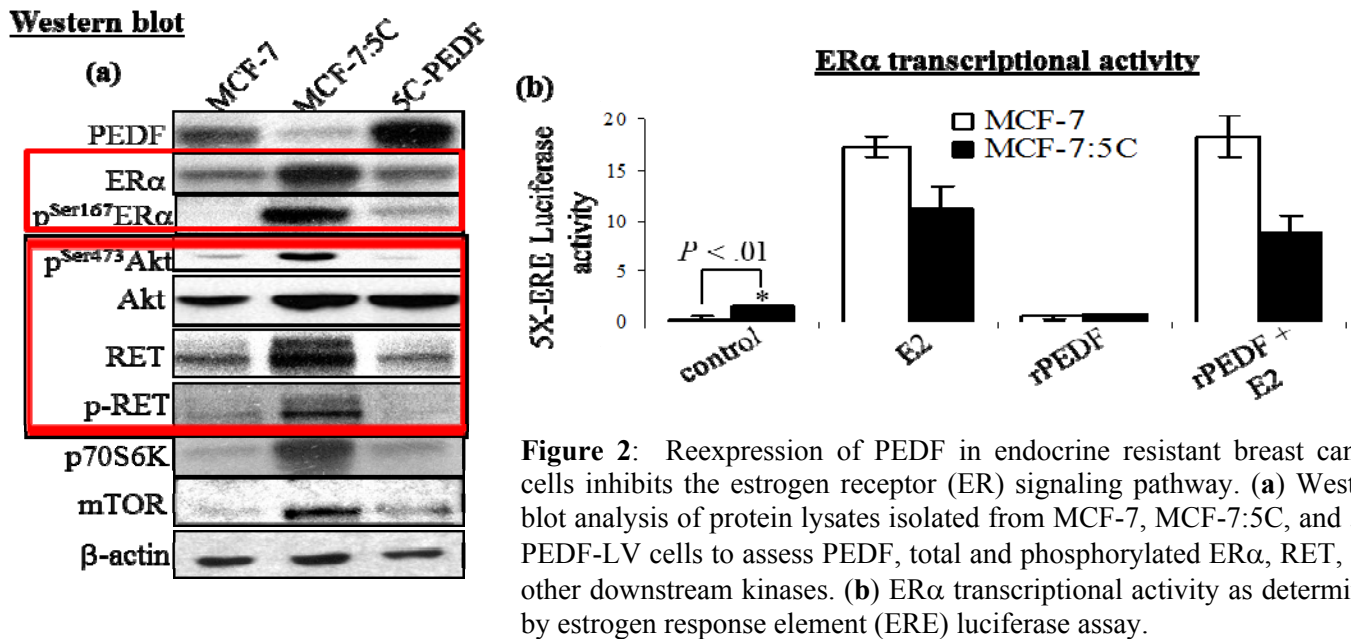 Western blot
(a)
MCF-7 MCF-7:5C 5C-PEDF
PEDF
ERα
pSer167ERα
pSer473Akt
Akt
RET
p-RET
p70S6K
mTOR
β-actin
ERα transcriptional activity
(b)
5X-ERE Luciferase
activity
20
15
10
5
0
MCF-7
MCF-7:5C
P < .01
*
control
E2
rPEDF
rPEDF +
E2
Figure 2: Reexpression of PEDF in endocrine resistant breast can
cells inhibits the estrogen receptor (ER) signaling pathway. (a) West
blot analysis of protein lysates isolated from MCF-7, MCF-7:5C, and
PEDF-LV cells to assess PEDF, total and phosphorylated ERα, RET,
other downstream kinases. (b) ERα transcriptional activity as determi
by estrogen response element (ERE) luciferase assay.